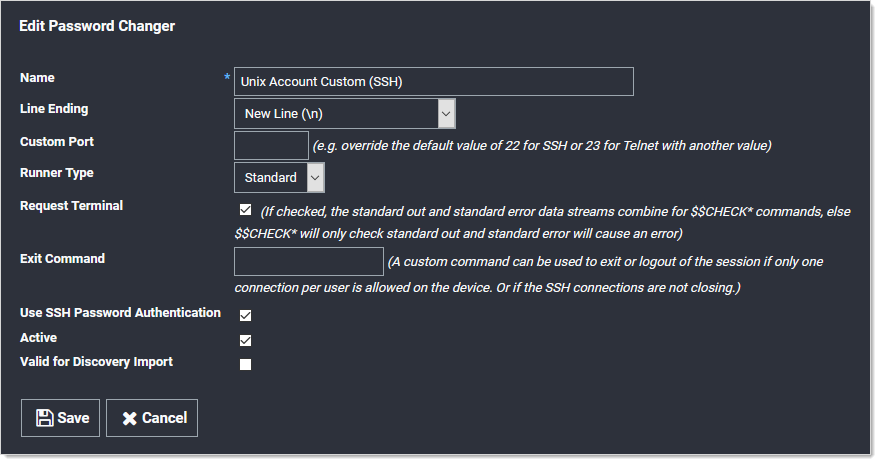 Edit Password Changer
Name * Unix Account Custom (SSH)
Line Ending New Line (\n)
Custom Port (e.g. override the default value of 22 for SSH or 23 for Telnet with another value)
Runner Type Standard
Request Terminal (If checked, the standard out and standard error data streams combine for $$CHECK* commands, else
$$CHECK* will only check standard out and standard error will cause an error)
Exit Command (A custom command can be used to exit or logout of the session if only one
connection per user is allowed on the device. Or if the SSH connections are not closing.)
Use SSH Password Authentication
Active
Valid for Discovery Import
Save Cancel